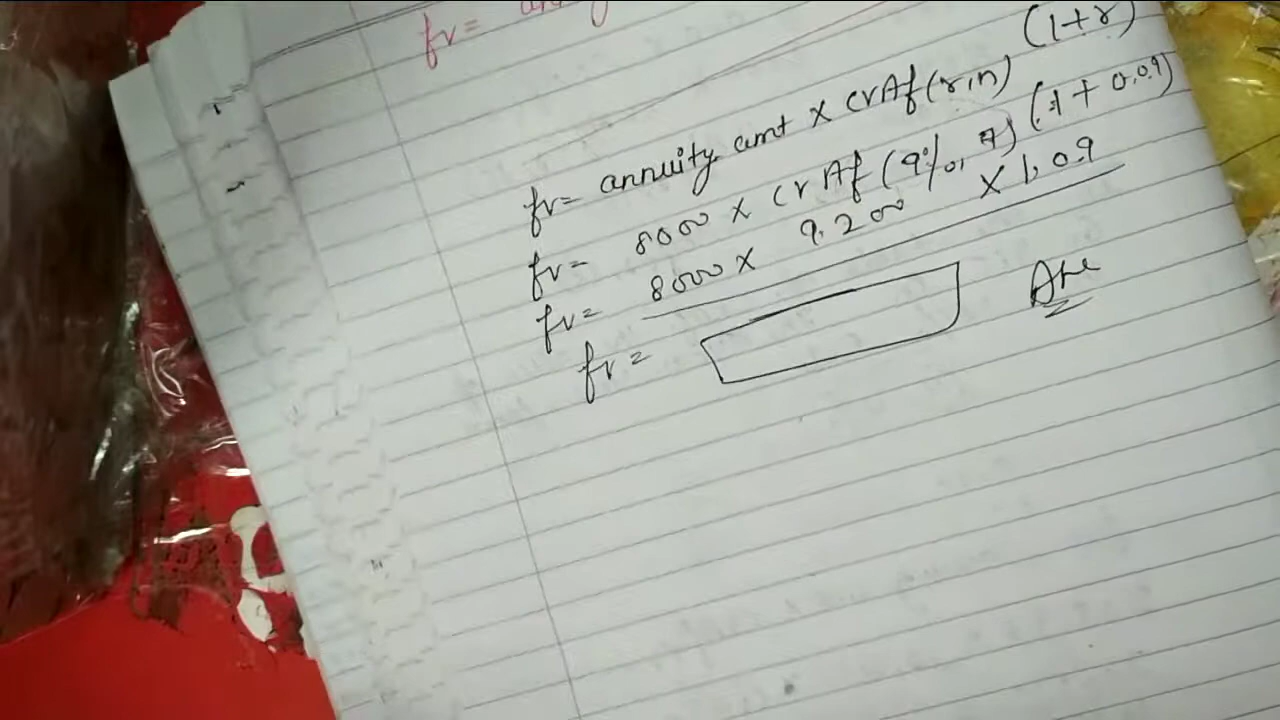 fv=
fv= annuity amt x CVAf(r,n) (1+r)
fv= 8000 x CVAf (9%, 7) (1+0.09)
fv= 8000 x 9.200 x 1.09
fv= Ans